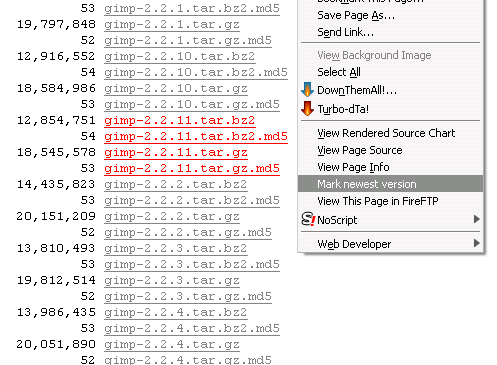 53 gimp-2.2.1.tar.bz2.md5
19,797,848 gimp-2.2.1.tar.gz
52 gimp-2.2.1.tar.gz.md5
12,916,552 gimp-2.2.10.tar.bz2
54 gimp-2.2.10.tar.bz2.md5
18,584,986 gimp-2.2.10.tar.gz
53 gimp-2.2.10.tar.gz.md5
12,854,751 gimp-2.2.11.tar.bz2
54 gimp-2.2.11.tar.bz2.md5
18,545,578 gimp-2.2.11.tar.gz
53 gimp-2.2.11.tar.gz.md5
14,435,823 gimp-2.2.2.tar.bz2
53 gimp-2.2.2.tar.bz2.md5
20,151,209 gimp-2.2.2.tar.gz
52 gimp-2.2.2.tar.gz.md5
13,810,493 gimp-2.2.3.tar.bz2
53 gimp-2.2.3.tar.bz2.md5
19,812,514 gimp-2.2.3.tar.gz
52 gimp-2.2.3.tar.gz.md5
13,986,435 gimp-2.2.4.tar.bz2
53 gimp-2.2.4.tar.bz2.md5
20,051,890 gimp-2.2.4.tar.gz
52 gimp-2.2.4.tar.gz.md5
Save Page As...
Send Link...
View Background Image
Select All
DownThemAll!...
Turbo-dTa!
View Rendered Source Chart
View Page Source
View Page Info
Mark newest version
View This Page in FireFTP
NoScript
Web Developer